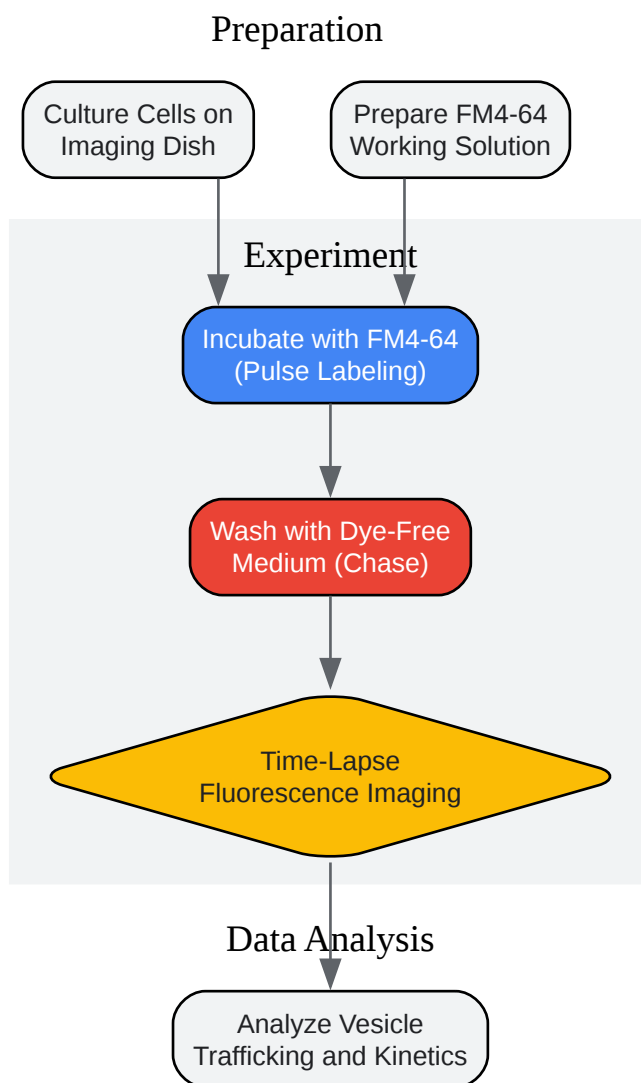 Preparation
Culture Cells on
Imaging Dish
Prepare FM4-64
Working Solution
Experiment
Incubate with FM4-64
(Pulse Labeling)
Wash with Dye-Free
Medium (Chase)
Time-Lapse
Fluorescence Imaging
Data Analysis
Analyze Vesicle
Trafficking and Kinetics